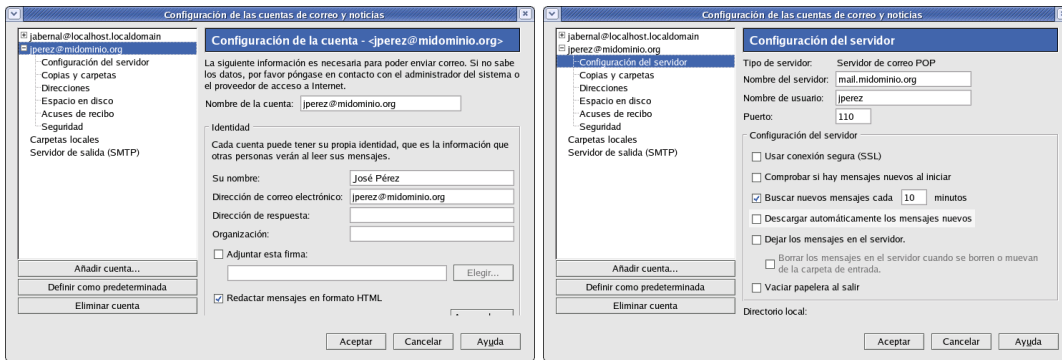 Configuración de las cuentas de correo y noticias
jabernal@localhost.localdomain
jperez@midominio.org
Configuración del servidor
Copias y carpetas
Direcciones
Espacio en disco
Acuses de recibo
Seguridad
Carpetas locales
Servidor de salida (SMTP)
Añadir cuenta...
Definir como predeterminada
Eliminar cuenta
Configuración de la cuenta - <jperez@midominio.org>
La siguiente información es necesaria para poder enviar correo. Si no sabe
los datos, por favor póngase en contacto con el administrador del sistema o
el proveedor de acceso a Internet.
Nombre de la cuenta: jperez@midominio.org
Identidad
Cada cuenta puede tener su propia identidad, que es la información que
otras personas verán al leer sus mensajes.
Su nombre: José Pérez
Dirección de correo electrónico: jperez@midominio.org
Dirección de respuesta:
Organización:
Adjuntar esta firma:
Elegir...
Redactar mensajes en formato HTML
Aceptar Cancelar Ayuda
Configuración de las cuentas de correo y noticias
jabernal@localhost.localdomain
jperez@midominio.org
Configuración del servidor
Copias y carpetas
Direcciones
Espacio en disco
Acuses de recibo
Seguridad
Carpetas locales
Servidor de salida (SMTP)
Añadir cuenta...
Definir como predeterminada
Eliminar cuenta
Configuración del servidor
Tipo de servidor: Servidor de correo POP
Nombre del servidor: mail.midominio.org
Nombre de usuario: jperez
Puerto: 110
Configuración del servidor
Usar conexión segura (SSL)
Comprobar si hay mensajes nuevos al iniciar
Buscar nuevos mensajes cada 10 minutos
Descargar automáticamente los mensajes nuevos
Dejar los mensajes en el servidor.
Borrar los mensajes en el servidor cuando se borren o muevan
de la carpeta de entrada.
Vaciar papelera al salir
Directorio local:
Aceptar Cancelar Ayuda